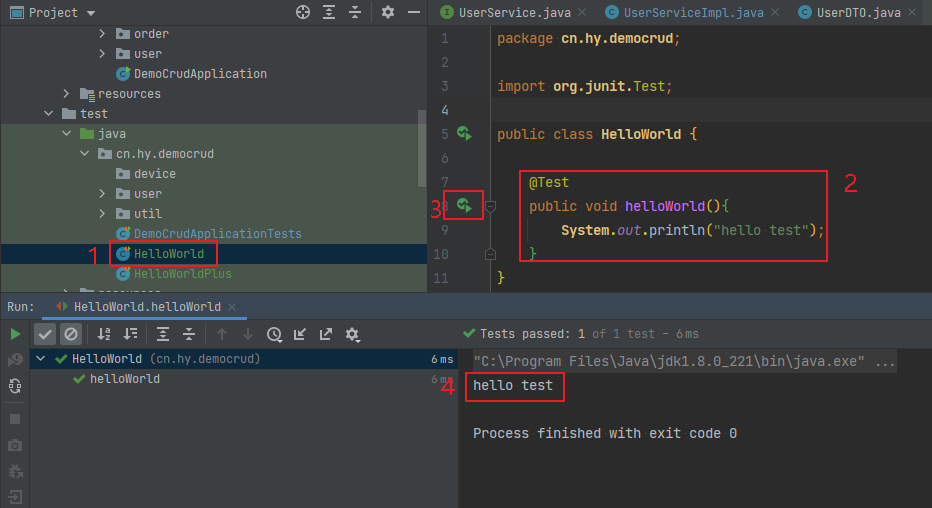 Project
order
user
DemoCrudApplication
resources
test
java
cn.hy.democrud
device
user
util
DemoCrudApplicationTests
1 HelloWorld
HelloWorldPlus
UserService.java UserServiceImpl.java UserDTO.java
1 package cn.hy.democrud;
2
3 import org.junit.Test;
4
5 public class HelloWorld {
6
7 @Test 2
3 8 public void helloWorld(){
9 System.out.println("hello test");
10 }
11 }
Run: HelloWorld.helloWorld
Tests passed: 1 of 1 test – 6 ms
HelloWorld (cn.hy.democrud) 6 ms
helloWorld 6 ms
"C:\Program Files\Java\jdk1.8.0_221\bin\java.exe" ...
4 hello test
Process finished with exit code 0